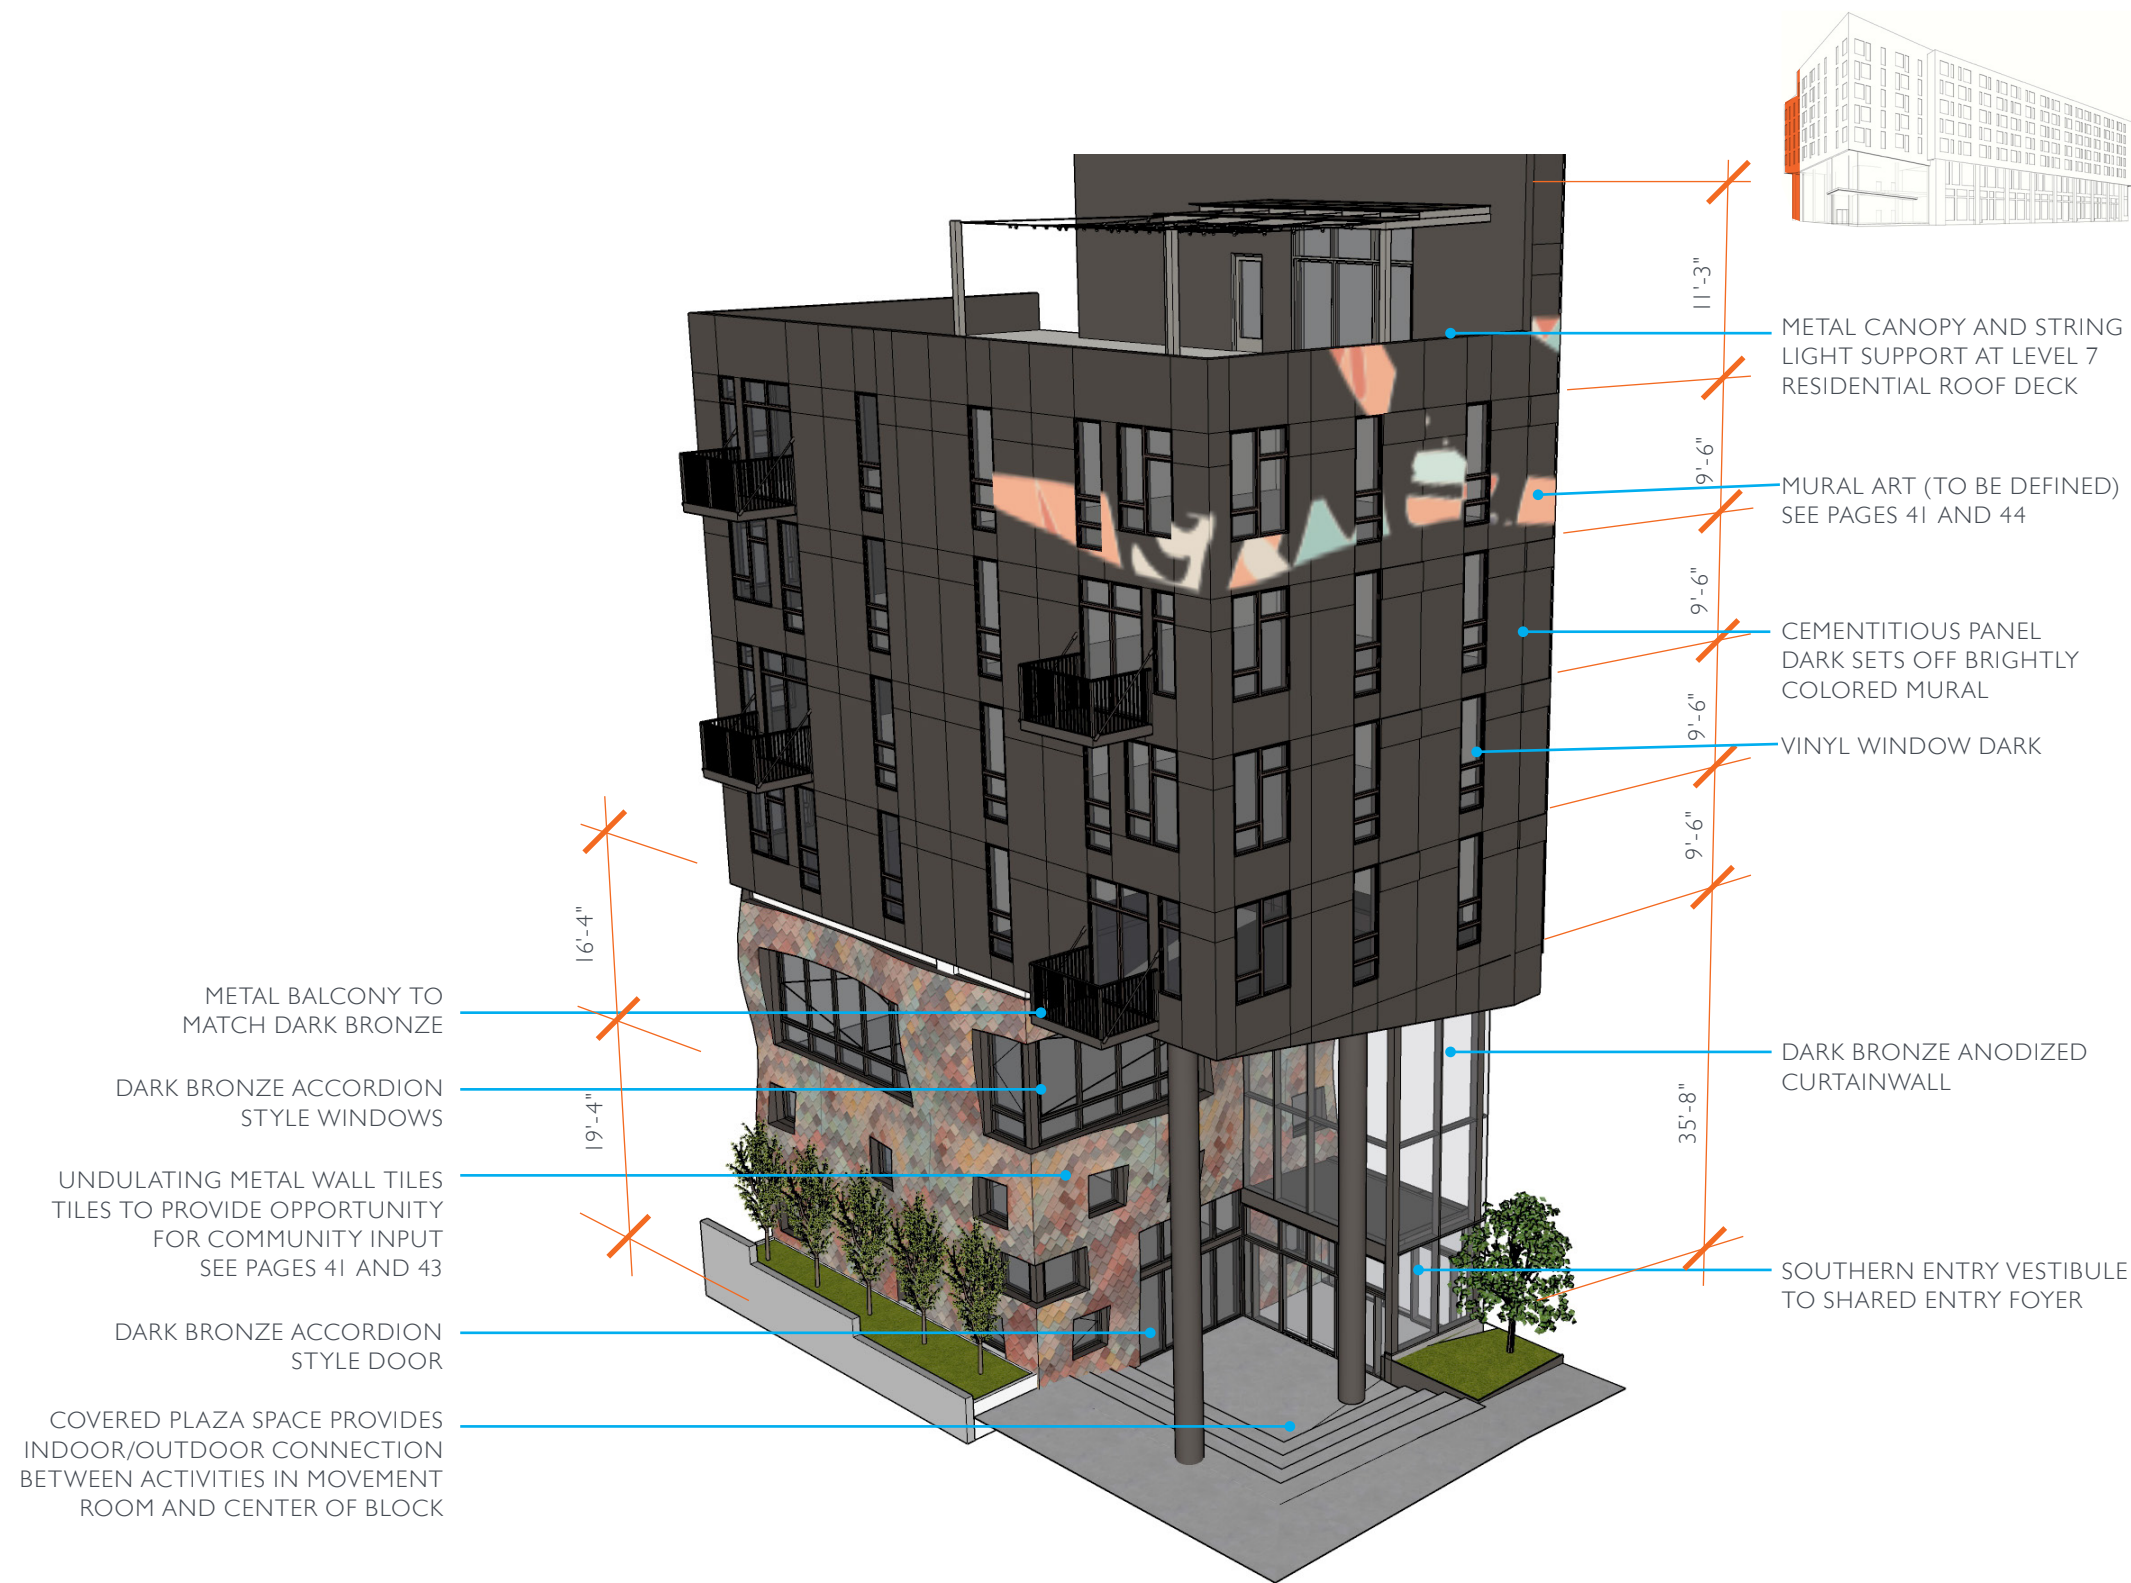 11'-3"
METAL CANOPY AND STRING
LIGHT SUPPORT AT LEVEL 7
RESIDENTIAL ROOF DECK
9'-6"
MURAL ART (TO BE DEFINED)
SEE PAGES 41 AND 44
9'-6"
CEMENTITIOUS PANEL
DARK SETS OFF BRIGHTLY
COLORED MURAL
9'-6"
VINYL WINDOW DARK
9'-6"
16'-4"
METAL BALCONY TO
MATCH DARK BRONZE
DARK BRONZE ANODIZED
CURTAINWALL
DARK BRONZE ACCORDION
STYLE WINDOWS
19'-4"
35'-8"
UNDULATING METAL WALL TILES
TILES TO PROVIDE OPPORTUNITY
FOR COMMUNITY INPUT
SEE PAGES 41 AND 43
SOUTHERN ENTRY VESTIBULE
TO SHARED ENTRY FOYER
DARK BRONZE ACCORDION
STYLE DOOR
COVERED PLAZA SPACE PROVIDES
INDOOR/OUTDOOR CONNECTION
BETWEEN ACTIVITIES IN MOVEMENT
ROOM AND CENTER OF BLOCK